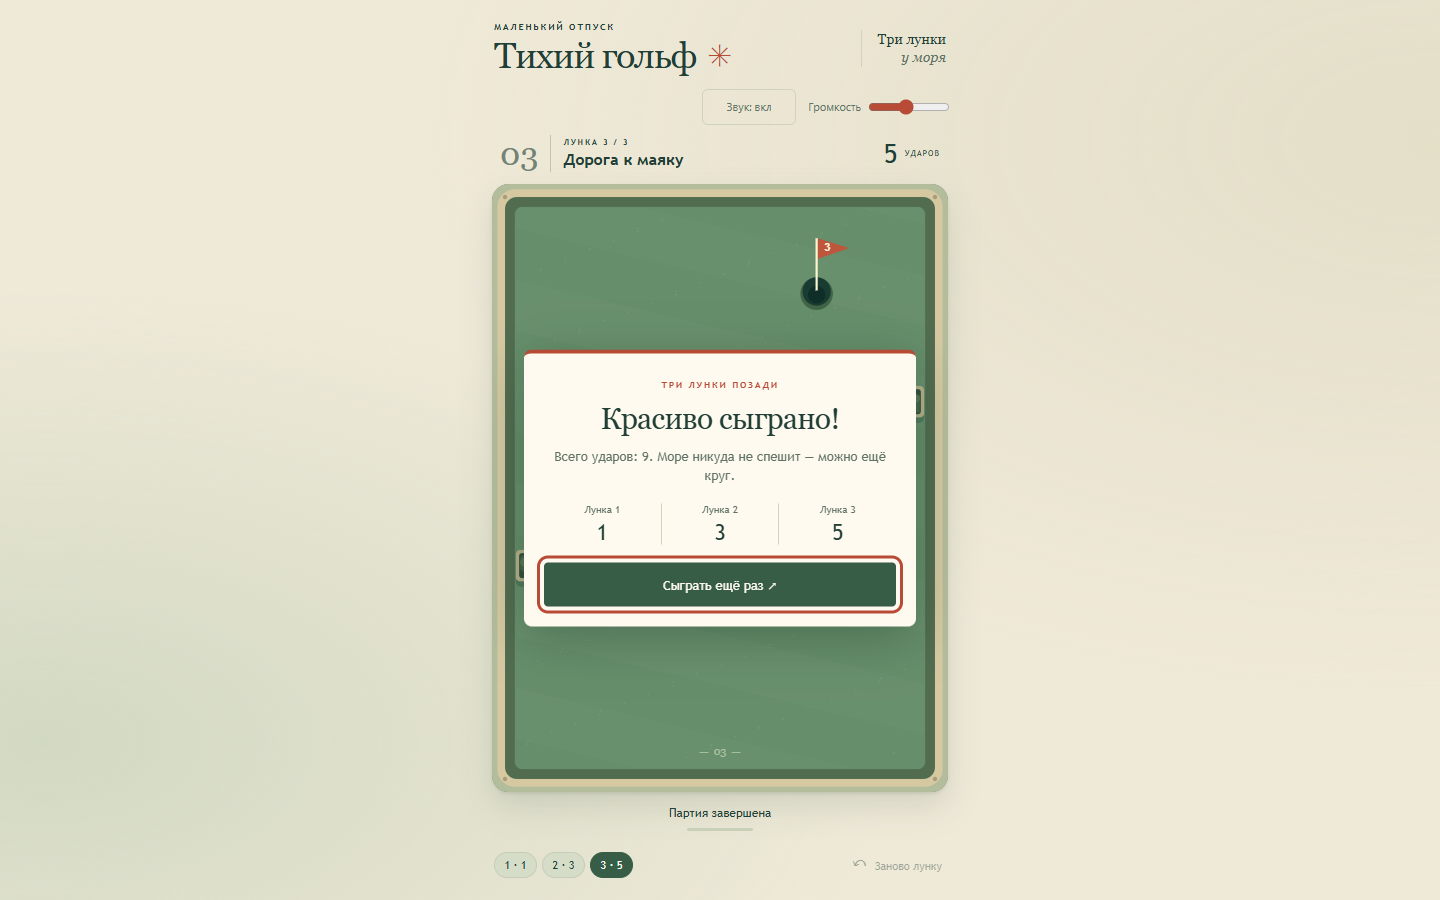 МАЛЕНЬКИЙ ОТПУСК
Тихий гольф
Три лунки
у моря
Звук: вкл
Громкость
03
ЛУНКА 3 / 3
Дорога к маяку
5 УДАРОВ
3
ТРИ ЛУНКИ ПОЗАДИ
Красиво сыграно!
Всего ударов: 9. Море никуда не спешит — можно ещё
круг.
Лунка 1
Лунка 2
Лунка 3
1
3
5
Сыграть ещё раз ↗
— 03 —
Партия завершена
1 · 1
2 · 3
3 · 5
Заново лунку